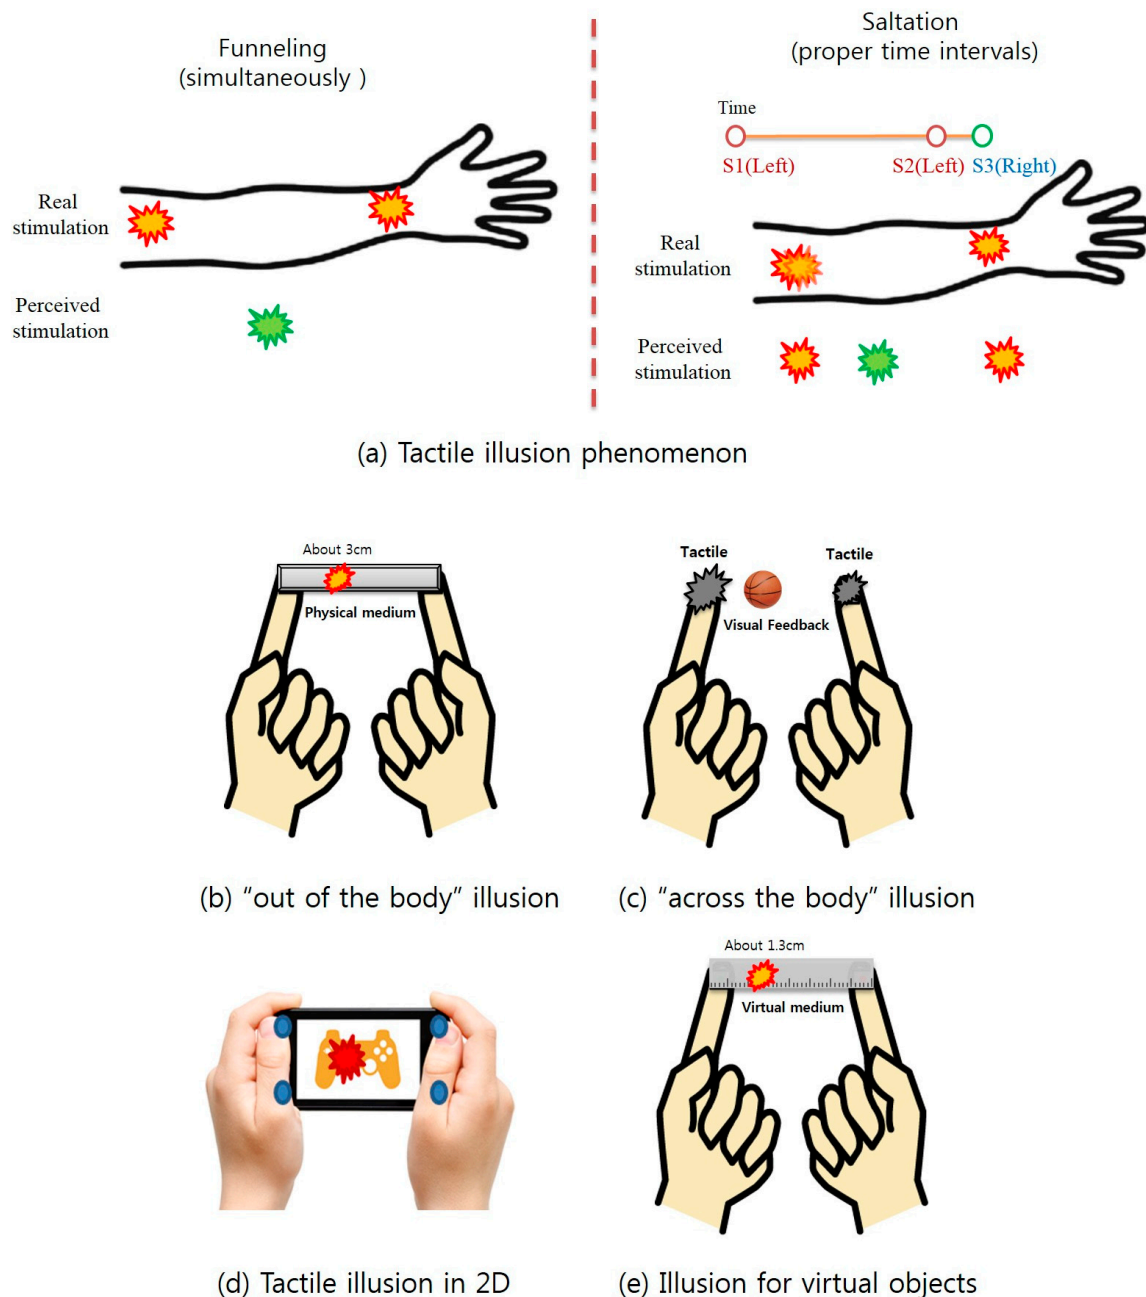 Funneling
(simultaneously )
Real
stimulation
Perceived
stimulation
Saltation
(proper time intervals)
Time
S1(Left)
S2(Left)
S3(Right)
Real
stimulation
Perceived
stimulation
(a) Tactile illusion phenomenon
About 3cm
Physical medium
(b) "out of the body" illusion
Tactile
Tactile
Visual Feedback
(c) "across the body" illusion
(d) Tactile illusion in 2D
About 1.3cm
Virtual medium
(e) Illusion for virtual objects